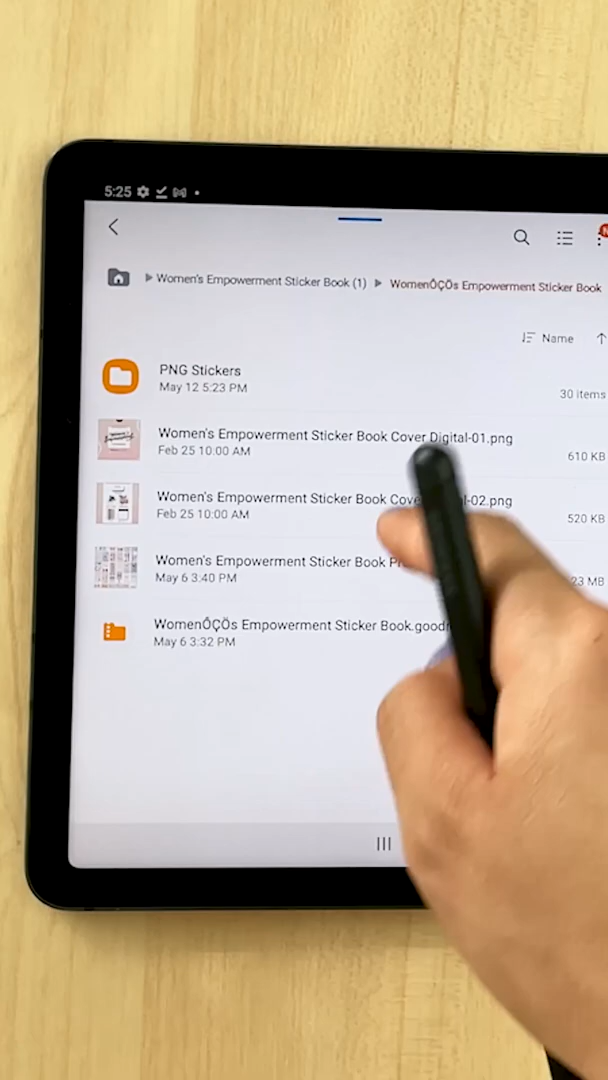 5:25
Women's Empowerment Sticker Book (1) WomenÔÇÖs Empowerment Sticker Book
Name
PNG Stickers
May 12 5:23 PM
30 items
Women's Empowerment Sticker Book Cover Digital-01.png
Feb 25 10:00 AM
610 KB
Women's Empowerment Sticker Book
-02.png
Feb 25 10:00 AM
520 KB
Women's Empowerment Sticker Book
May 6 3:40 PM
23 MB
WomenÔÇÖs Empowerment Sticker Book.good
May 6 3:32 PM